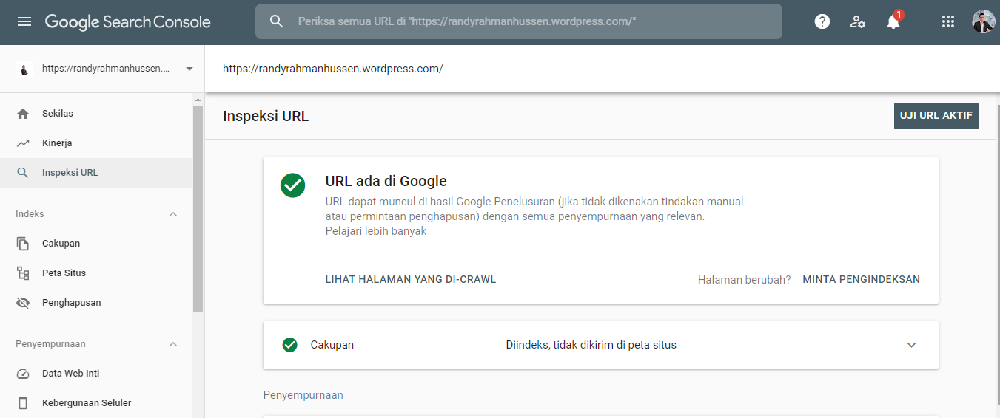 Google Search Console
Periksa semua URL di "https://randyrahmanhussen.wordpress.com/"
1
https://randyrahmanhussen....
https://randyrahmanhussen.wordpress.com/
Sekilas
Kinerja
Inspeksi URL
Indeks
Cakupan
Peta Situs
Penghapusan
Penyempurnaan
Data Web Inti
Kebergunaan Seluler
Inspeksi URL
UJI URL AKTIF
URL ada di Google
URL dapat muncul di hasil Google Penelusuran (jika tidak dikenakan tindakan manual
atau permintaan penghapusan) dengan semua penyempurnaan yang relevan.
Pelajari lebih banyak
LIHAT HALAMAN YANG DI-CRAWL
Halaman berubah? MINTA PENGINDEKSAN
Cakupan
Diindeks, tidak dikirim di peta situs
Penyempurnaan